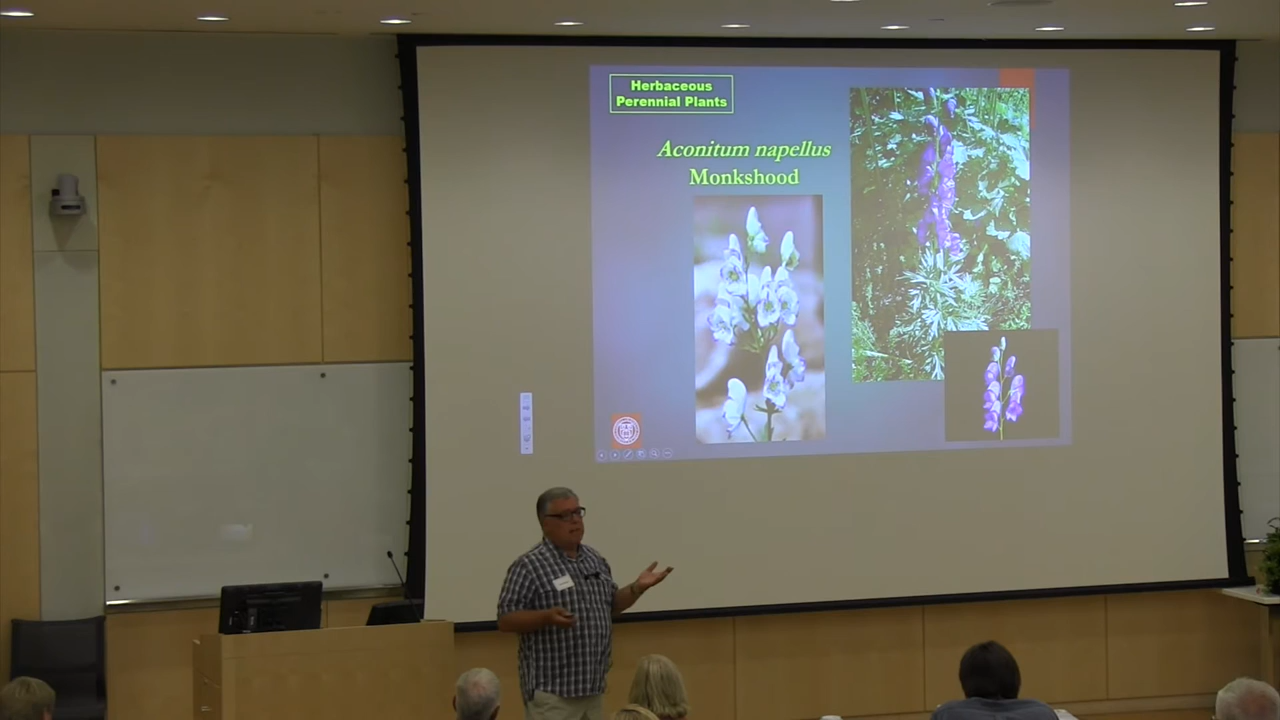 Herbaceous
Perennial Plants
Aconitum napellus
Monkshood